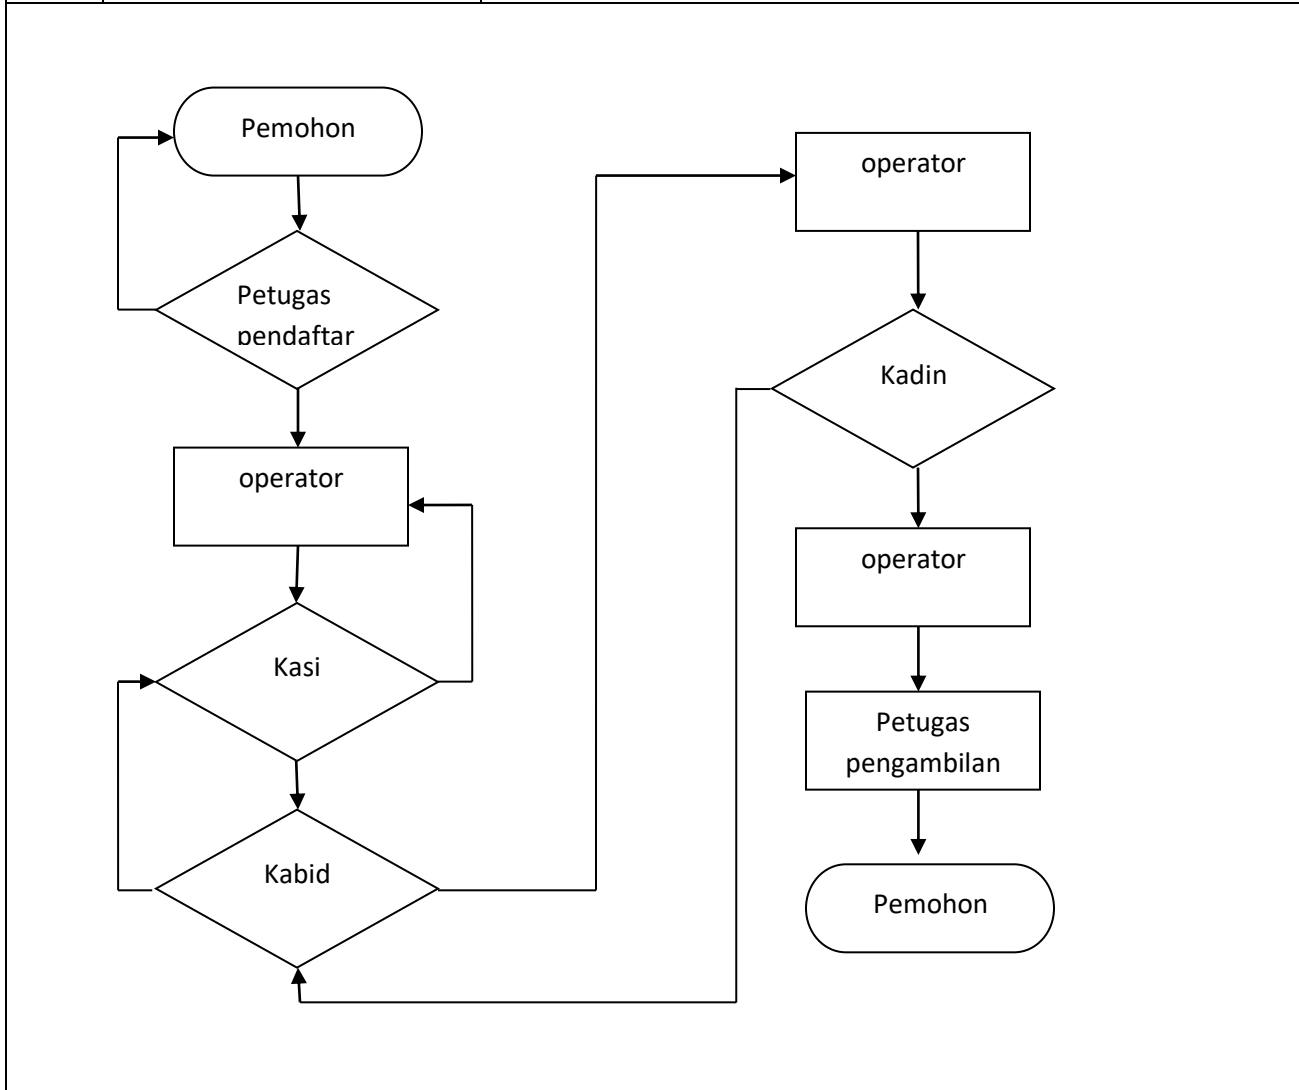 Pemohon
Petugas
pendaftar
operator
Kasi
Kabid
operator
Kadin
operator
Petugas
pengambilan
Pemohon